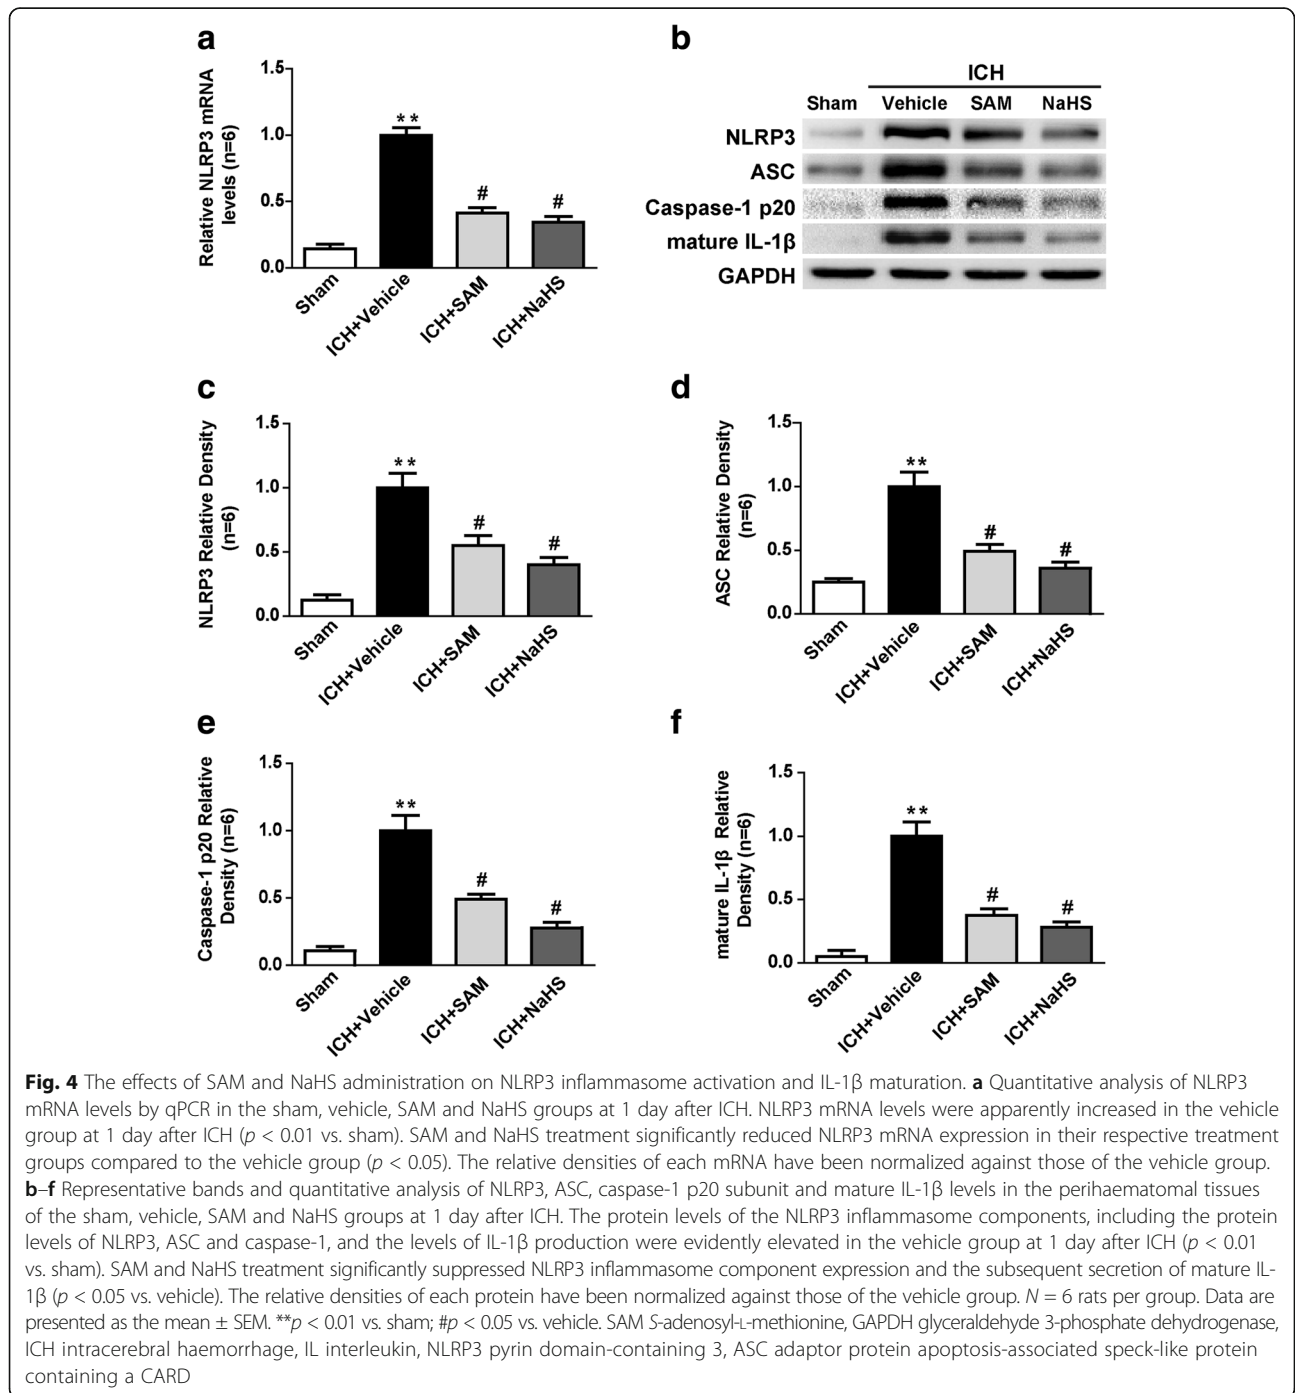 a
Relative NLRP3 mRNA
levels (n=6)
1.5
1.0
0.5
0.0
**
#
#
Sham
ICH+Vehicle
ICH+SAM
ICH+NaHS
b
ICH
Sham Vehicle SAM NaHS
NLRP3
ASC
Caspase-1 p20
mature IL-1β
GAPDH
c
NLRP3 Relative Density
(n=6)
1.5
1.0
0.5
0.0
**
#
#
Sham
ICH+Vehicle
ICH+SAM
ICH+NaHS
d
ASC Relative Density
(n=6)
1.5
1.0
0.5
0.0
**
#
#
Sham
ICH+Vehicle
ICH+SAM
ICH+NaHS
e
Caspase-1 p20 Relative
Density (n=6)
1.5
1.0
0.5
0.0
**
#
#
Sham
ICH+Vehicle
ICH+SAM
ICH+NaHS
f
mature IL-1β Relative
Density (n=6)
1.5
1.0
0.5
0.0
**
#
#
Sham
ICH+Vehicle
ICH+SAM
ICH+NaHS
Fig. 4 The effects of SAM and NaHS administration on NLRP3 inflammasome activation and IL-1β maturation. a Quantitative analysis of NLRP3
mRNA levels by qPCR in the sham, vehicle, SAM and NaHS groups at 1 day after ICH. NLRP3 mRNA levels were apparently increased in the vehicle
group at 1 day after ICH (p < 0.01 vs. sham). SAM and NaHS treatment significantly reduced NLRP3 mRNA expression in their respective treatment
groups compared to the vehicle group (p < 0.05). The relative densities of each mRNA have been normalized against those of the vehicle group.
b–f Representative bands and quantitative analysis of NLRP3, ASC, caspase-1 p20 subunit and mature IL-1β levels in the perihaematomal tissues
of the sham, vehicle, SAM and NaHS groups at 1 day after ICH. The protein levels of the NLRP3 inflammasome components, including the protein
levels of NLRP3, ASC and caspase-1, and the levels of IL-1β production were evidently elevated in the vehicle group at 1 day after ICH (p < 0.01
vs. sham). SAM and NaHS treatment significantly suppressed NLRP3 inflammasome component expression and the subsequent secretion of mature IL-
1β (p < 0.05 vs. vehicle). The relative densities of each protein have been normalized against those of the vehicle group. N = 6 rats per group. Data are
presented as the mean ± SEM. **p < 0.01 vs. sham; #p < 0.05 vs. vehicle. SAM S-adenosyl-L-methionine, GAPDH glyceraldehyde 3-phosphate dehydrogenase,
ICH intracerebral haemorrhage, IL interleukin, NLRP3 pyrin domain-containing 3, ASC adaptor protein apoptosis-associated speck-like protein
containing a CARD